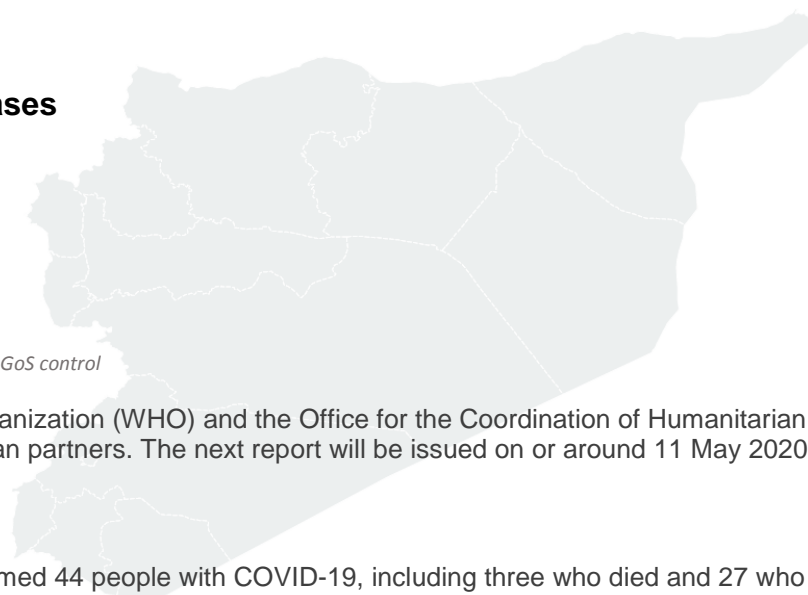 ases
GoS control
anization (WHO) and the Office for the Coordination of Humanitarian
an partners. The next report will be issued on or around 11 May 2020
med 44 people with COVID-19, including three who died and 27 who